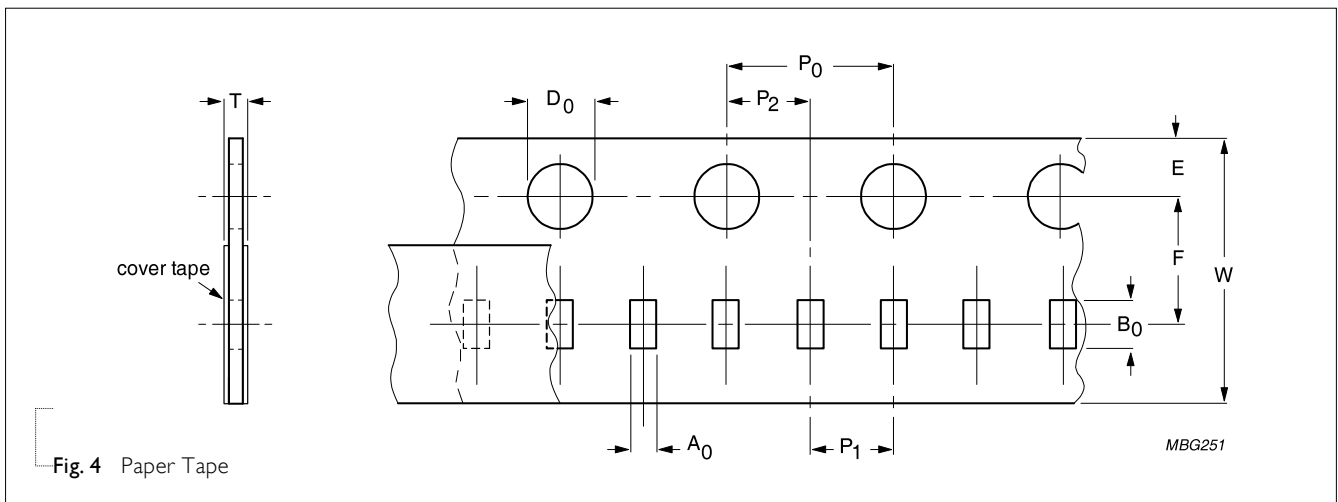 P0
T
D0
P2
E
F
W
cover tape
B0
A0
P1
MBG251
Fig. 4 Paper Tape